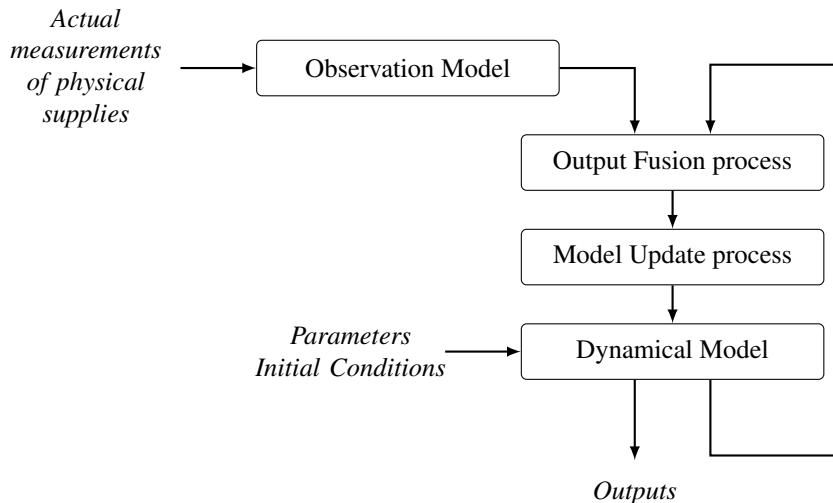 Actual
measurements
of physical
supplies
Observation Model
Output Fusion process
Model Update process
Parameters
Initial Conditions
Dynamical Model
Outputs